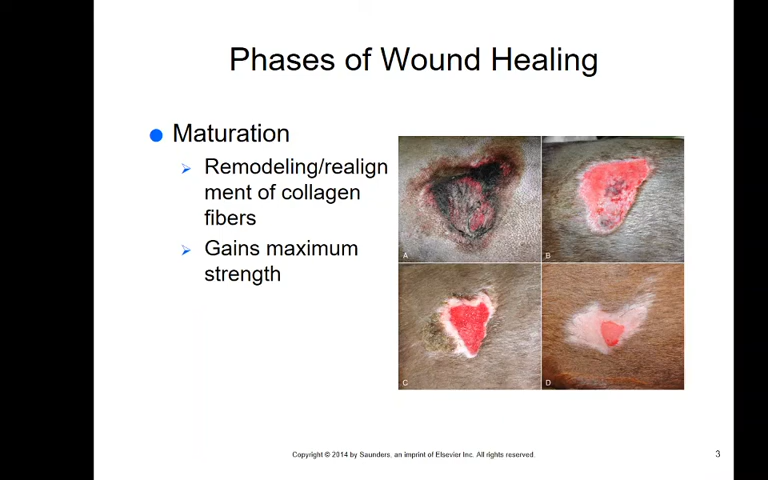 Phases of Wound Healing
Maturation
Remodeling/realign
ment of collagen
fibers
Gains maximum
strength
A
B
C
D
Copyright © 2014 by Saunders, an imprint of Elsevier Inc. All rights reserved.
3